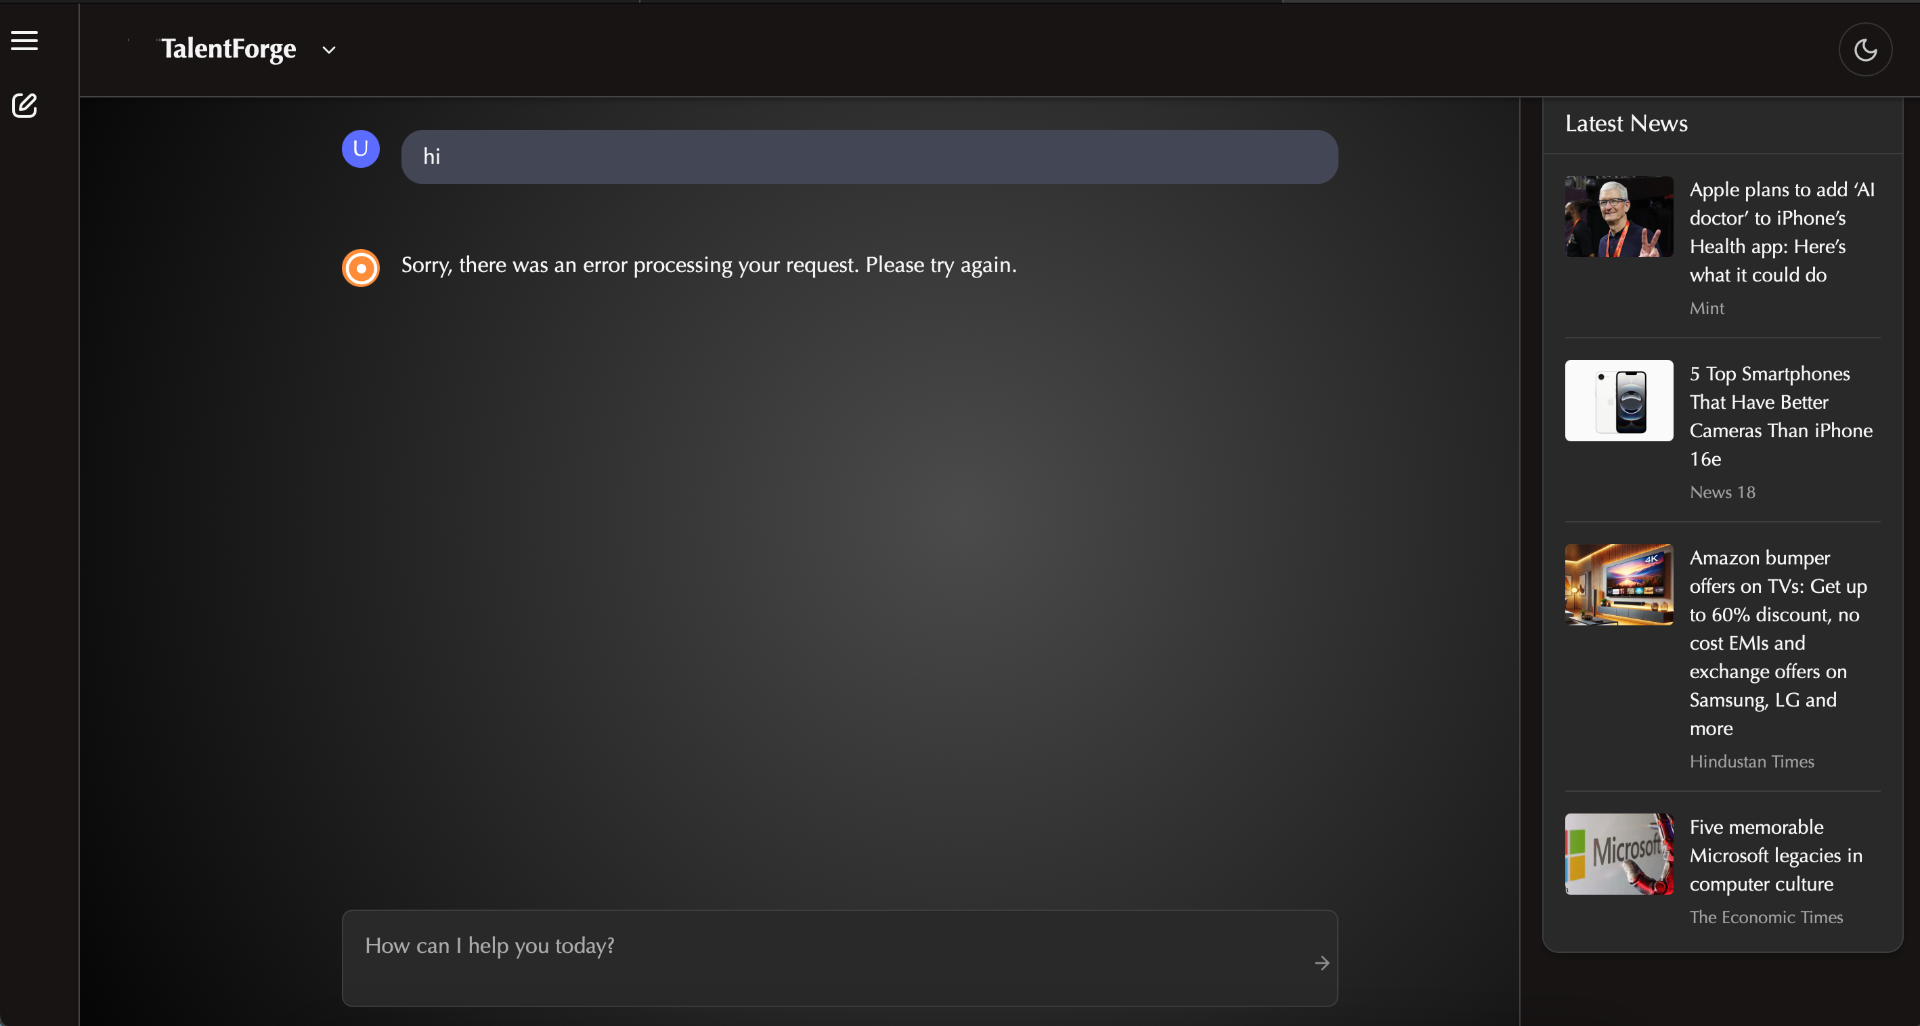 TalentForge
U
hi
Sorry, there was an error processing your request. Please try again.
How can I help you today?
Latest News
Apple plans to add ‘AI
doctor’ to iPhone’s
Health app: Here’s
what it could do
Mint
5 Top Smartphones
That Have Better
Cameras Than iPhone
16e
News 18
4K
Amazon bumper
offers on TVs: Get up
to 60% discount, no
cost EMIs and
exchange offers on
Samsung, LG and
more
Hindustan Times
Microsoft
Five memorable
Microsoft legacies in
computer culture
The Economic Times